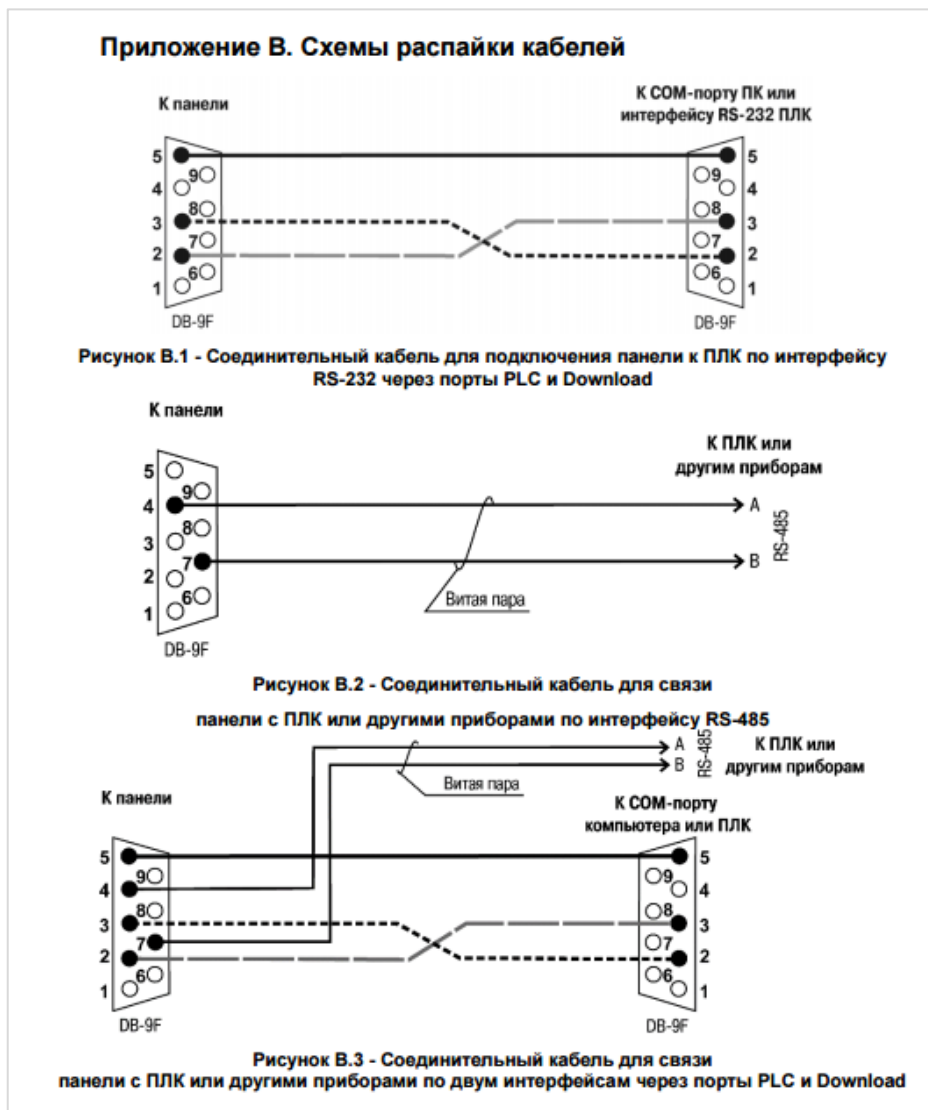 Приложение В. Схемы распайки кабелей
К панели
К COM-порту ПК или
интерфейсу RS-232 ПЛК
5
9
4
8
3
7
2
6
1
DB-9F
5
9
4
8
3
7
2
6
1
DB-9F
Рисунок В.1 - Соединительный кабель для подключения панели к ПЛК по интерфейсу
RS-232 через порты PLC и Download
К панели
К ПЛК или
другим приборам
5
9
4
8
3
7
2
6
1
DB-9F
A
B
RS-485
Витая пара
Рисунок В.2 - Соединительный кабель для связи
панели с ПЛК или другими приборами по интерфейсу RS-485
A
B
RS-485
К ПЛК или
другим приборам
Витая пара
К панели
К COM-порту
компьютера или ПЛК
5
9
4
8
3
7
2
6
1
DB-9F
5
9
4
8
3
7
2
6
1
DB-9F
Рисунок В.3 - Соединительный кабель для связи
панели с ПЛК или другими приборами по двум интерфейсам через порты PLC и Download